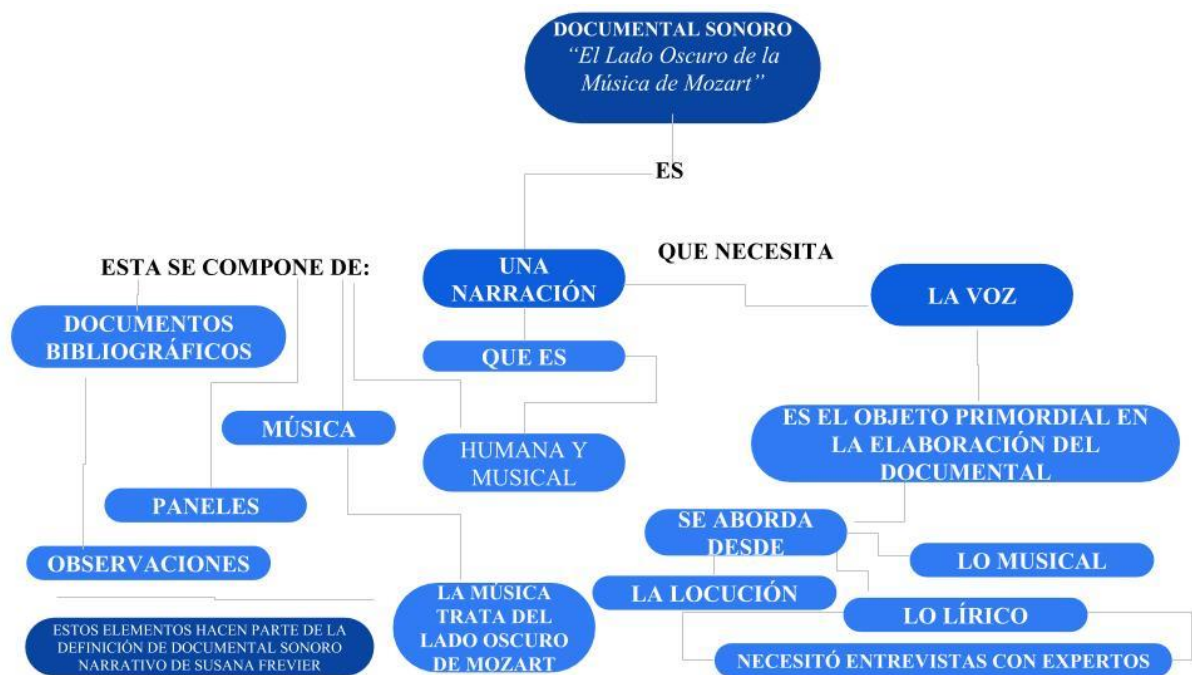 DOCUMENTAL SONORO
“El Lado Oscuro de la
Música de Mozart”
ES
ESTA SE COMPONE DE:
UNA
NARRACIÓN
QUE NECESITA
LA VOZ
DOCUMENTOS
BIBLIOGRÁFICOS
QUE ES
MÚSICA
HUMANA Y
MUSICAL
ES EL OBJETO PRIMORDIAL EN
LA ELABORACIÓN DEL
DOCUMENTAL
PANELES
OBSERVACIONES
SE ABORDA
DESDE
LO MUSICAL
LA LOCUCIÓN
LO LÍRICO
LA MÚSICA
TRATA DEL
LADO OSCURO
DE MOZART
ESTOS ELEMENTOS HACEN PARTE DE LA
DEFINICIÓN DE DOCUMENTAL SONORO
NARRATIVO DE SUSANA FREVIER
NECESITÓ ENTREVISTAS CON EXPERTOS